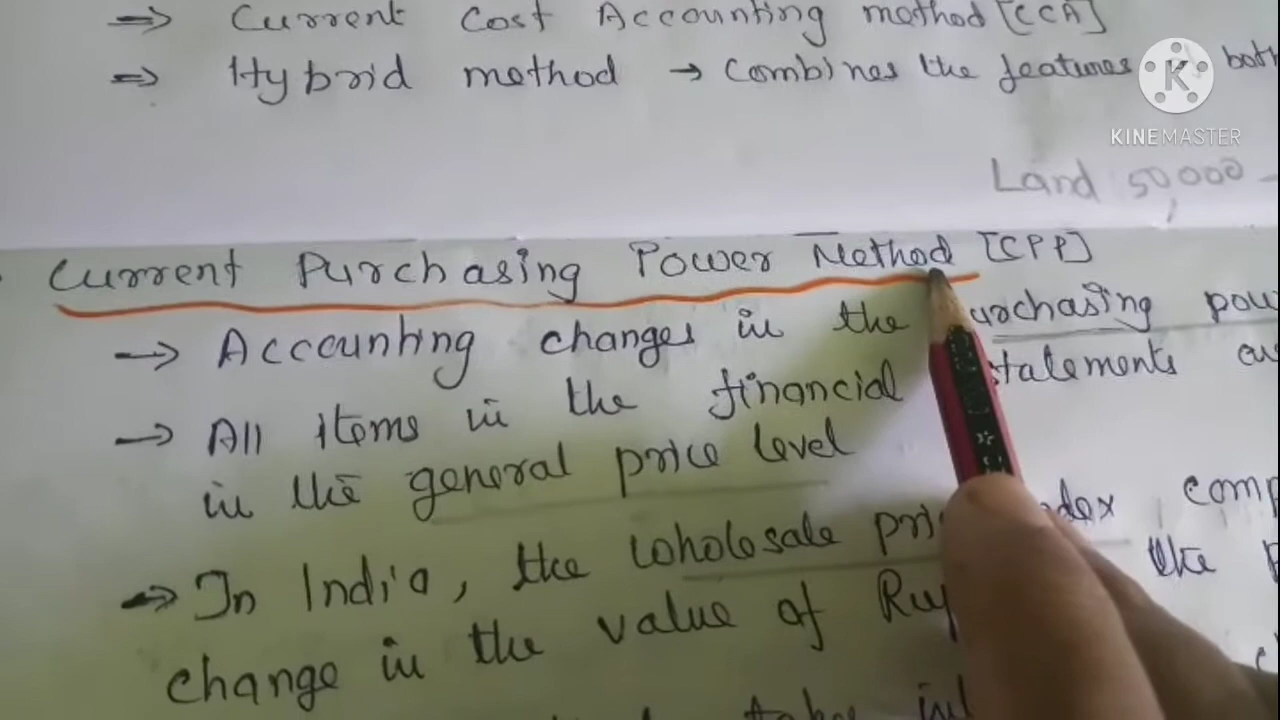 ⇒ Current Cost Accounting method [CCA]
⇒ Hybrid method → Combines the features both
KINEMASTER
Land 50,000 -
Current Purchasing Power Method [CPP]
→ Accounting changes in the purchasing
→ All items in the financial statements
in the general price level
→ In India, the wholesale
change in the value of